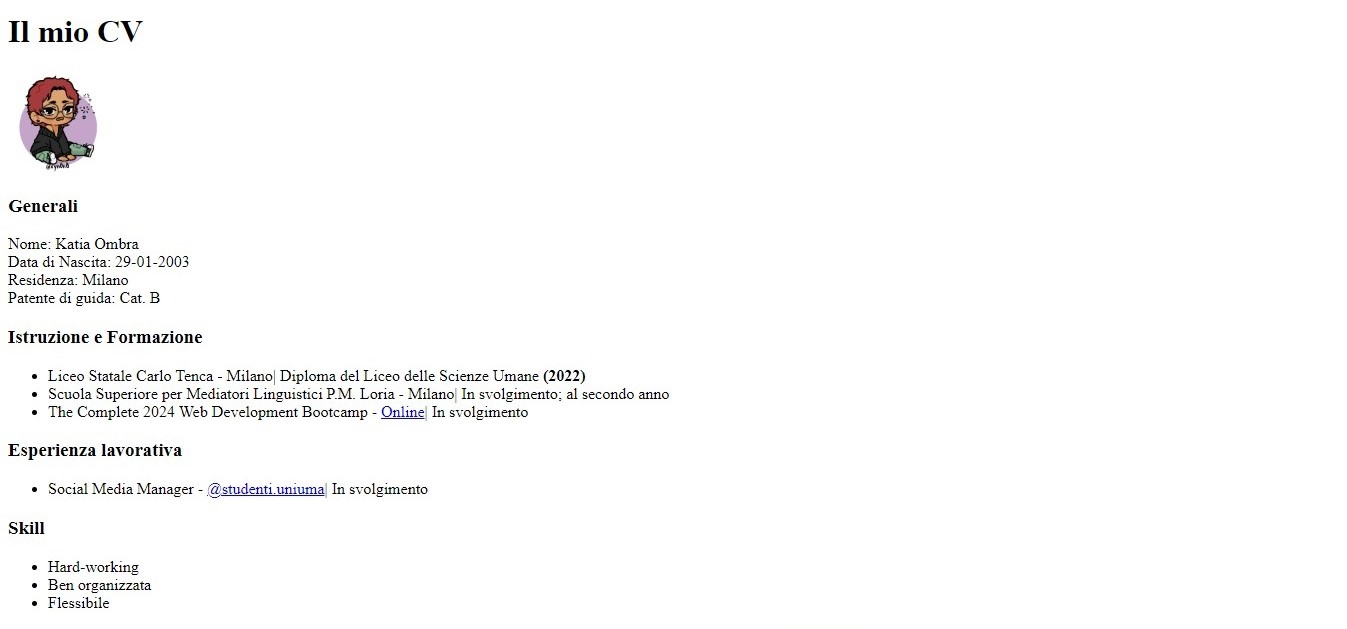 Il mio CV
Generali
Nome: Katia Ombra
Data di Nascita: 29-01-2003
Residenza: Milano
Patente di guida: Cat. B
Istruzione e Formazione
Liceo Statale Carlo Tenca - Milano| Diploma del Liceo delle Scienze Umane (2022)
Scuola Superiore per Mediatori Linguistici P.M. Loria - Milano| In svolgimento; al secondo anno
The Complete 2024 Web Development Bootcamp - Online| In svolgimento
Esperienza lavorativa
Social Media Manager - @studenti.uniuma| In svolgimento
Skill
Hard-working
Ben organizzata
Flessibile